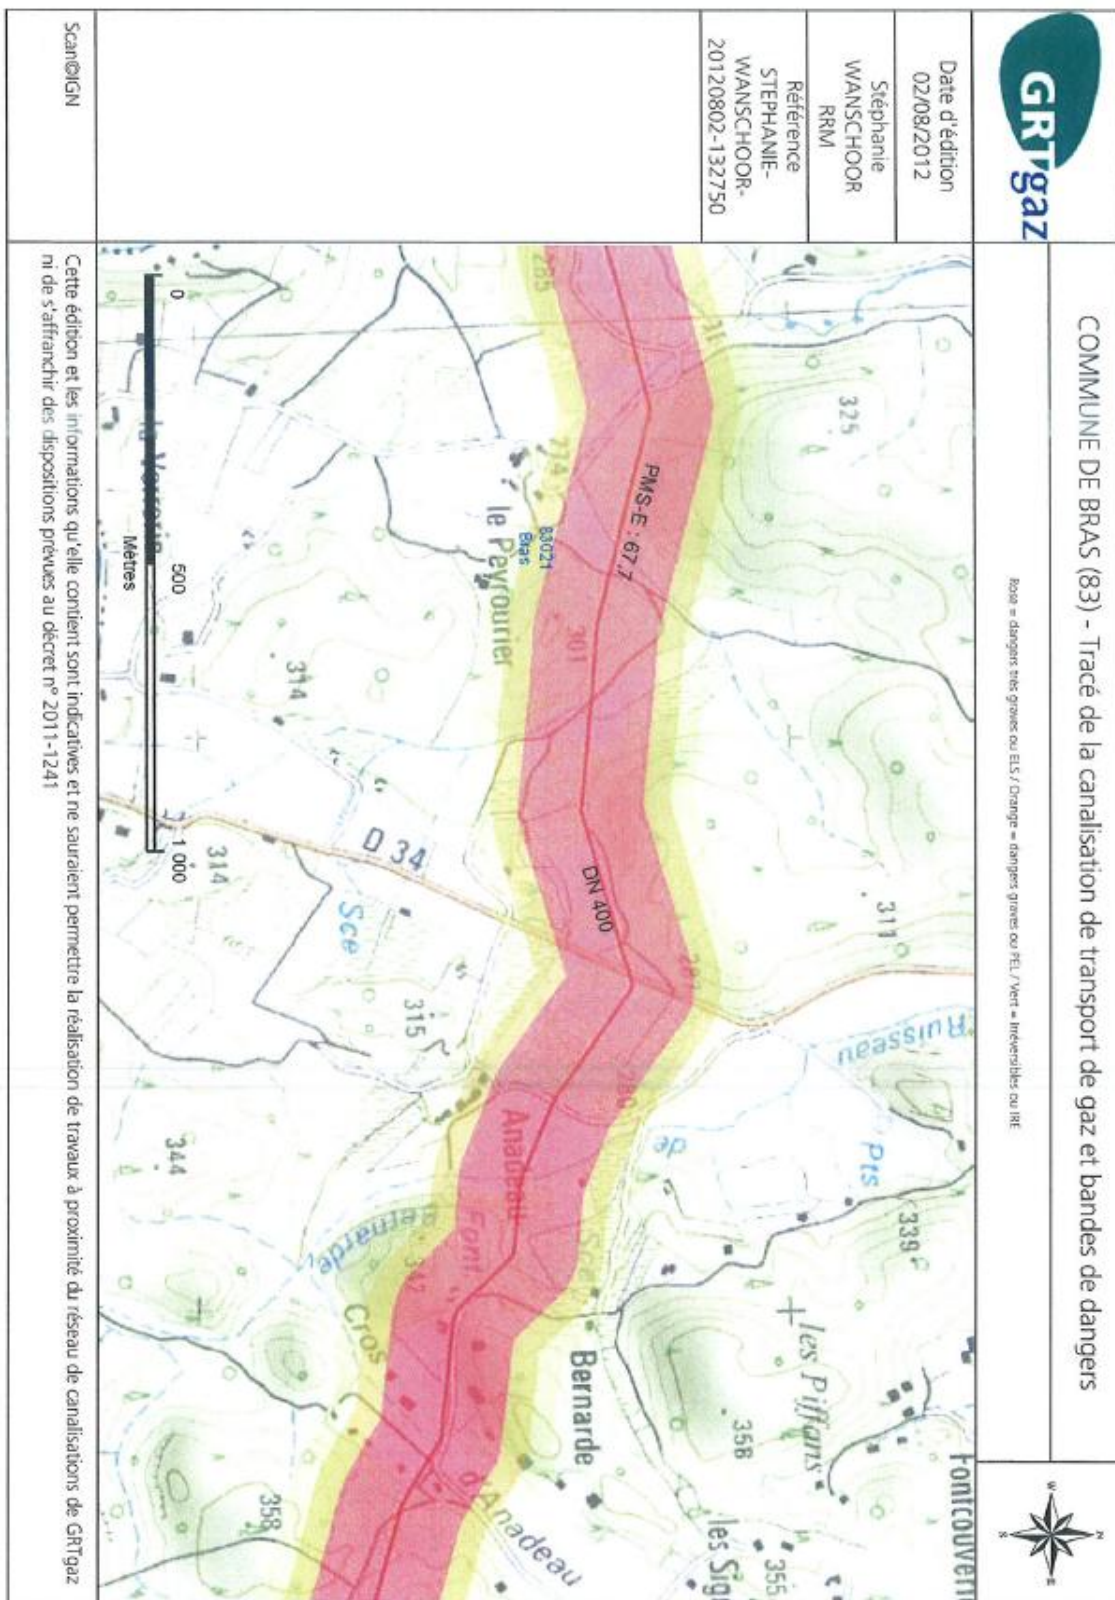 GRTgaz
COMMUNE DE BRAS (83) - Tracé de la canalisation de transport de gaz et bandes de dangers
Rose = dangers très graves ou ELS / Orange = dangers graves ou PEL / Vert = Irréversibles ou IRE
N
W
E
S
Date d'édition
02/08/2012
Stéphanie
WANSCHOOR
RRM
Référence
STEPHANIE-
WANSCHOOR-
20120802-132750
325
311
Ruisseau
Pts
de
339
les Piffans
358
355
Bernarde
PMS-E : 67,7
DN 400
274
301
285
83021
Bras
le Peyrourier
314
D 34
314
Sce
315
344
Anadeau
Font.
Bernarde
Cros
d'Anadeau
358
0
500
1 000
Mètres
Scan©IGN
Cette édition et les informations qu'elle contient sont indicatives et ne sauraient permettre la réalisation de travaux à proximité du réseau de canalisations de GRTgaz
ni de s'affranchir des dispositions prévues au décret n° 2011-1241